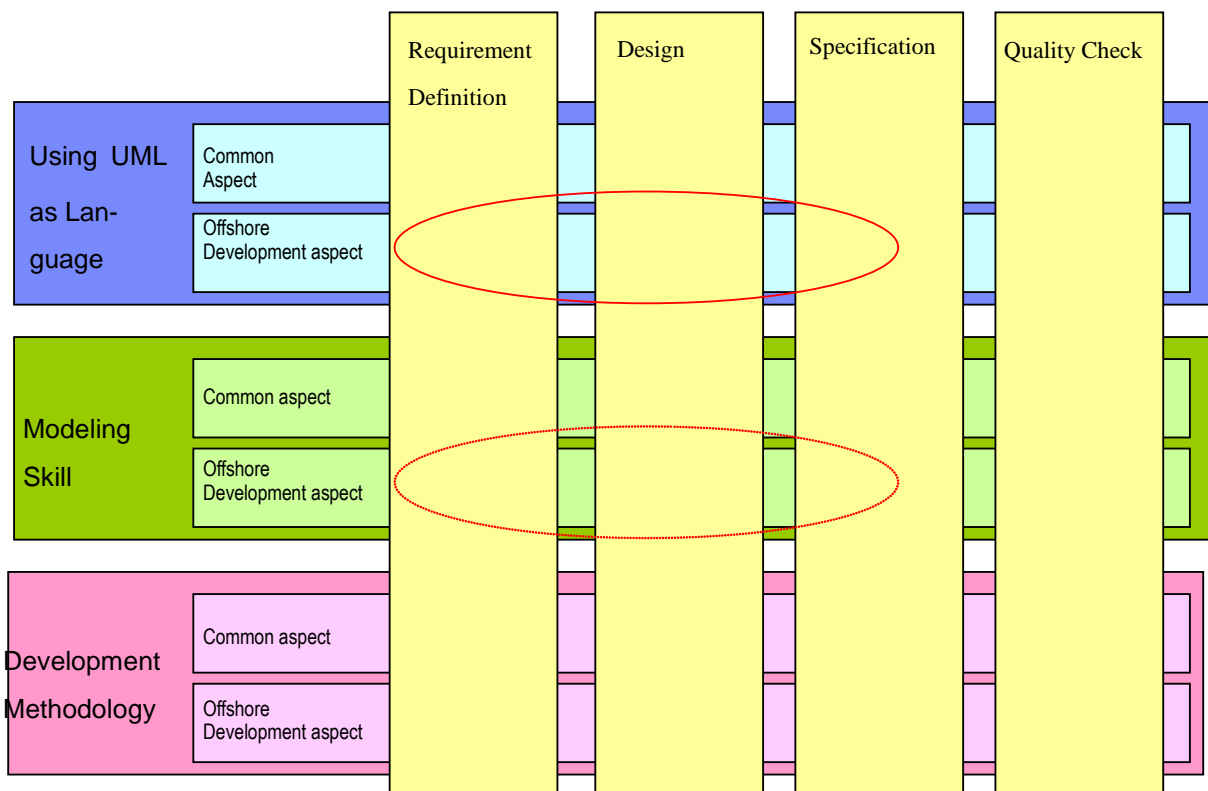 Requirement
Definition
Design
Specification
Quality Check
Using UML
as Lan-
guage
Common
Aspect
Offshore
Development aspect
Modeling
Skill
Common aspect
Offshore
Development aspect
Development
Methodology
Common aspect
Offshore
Development aspect